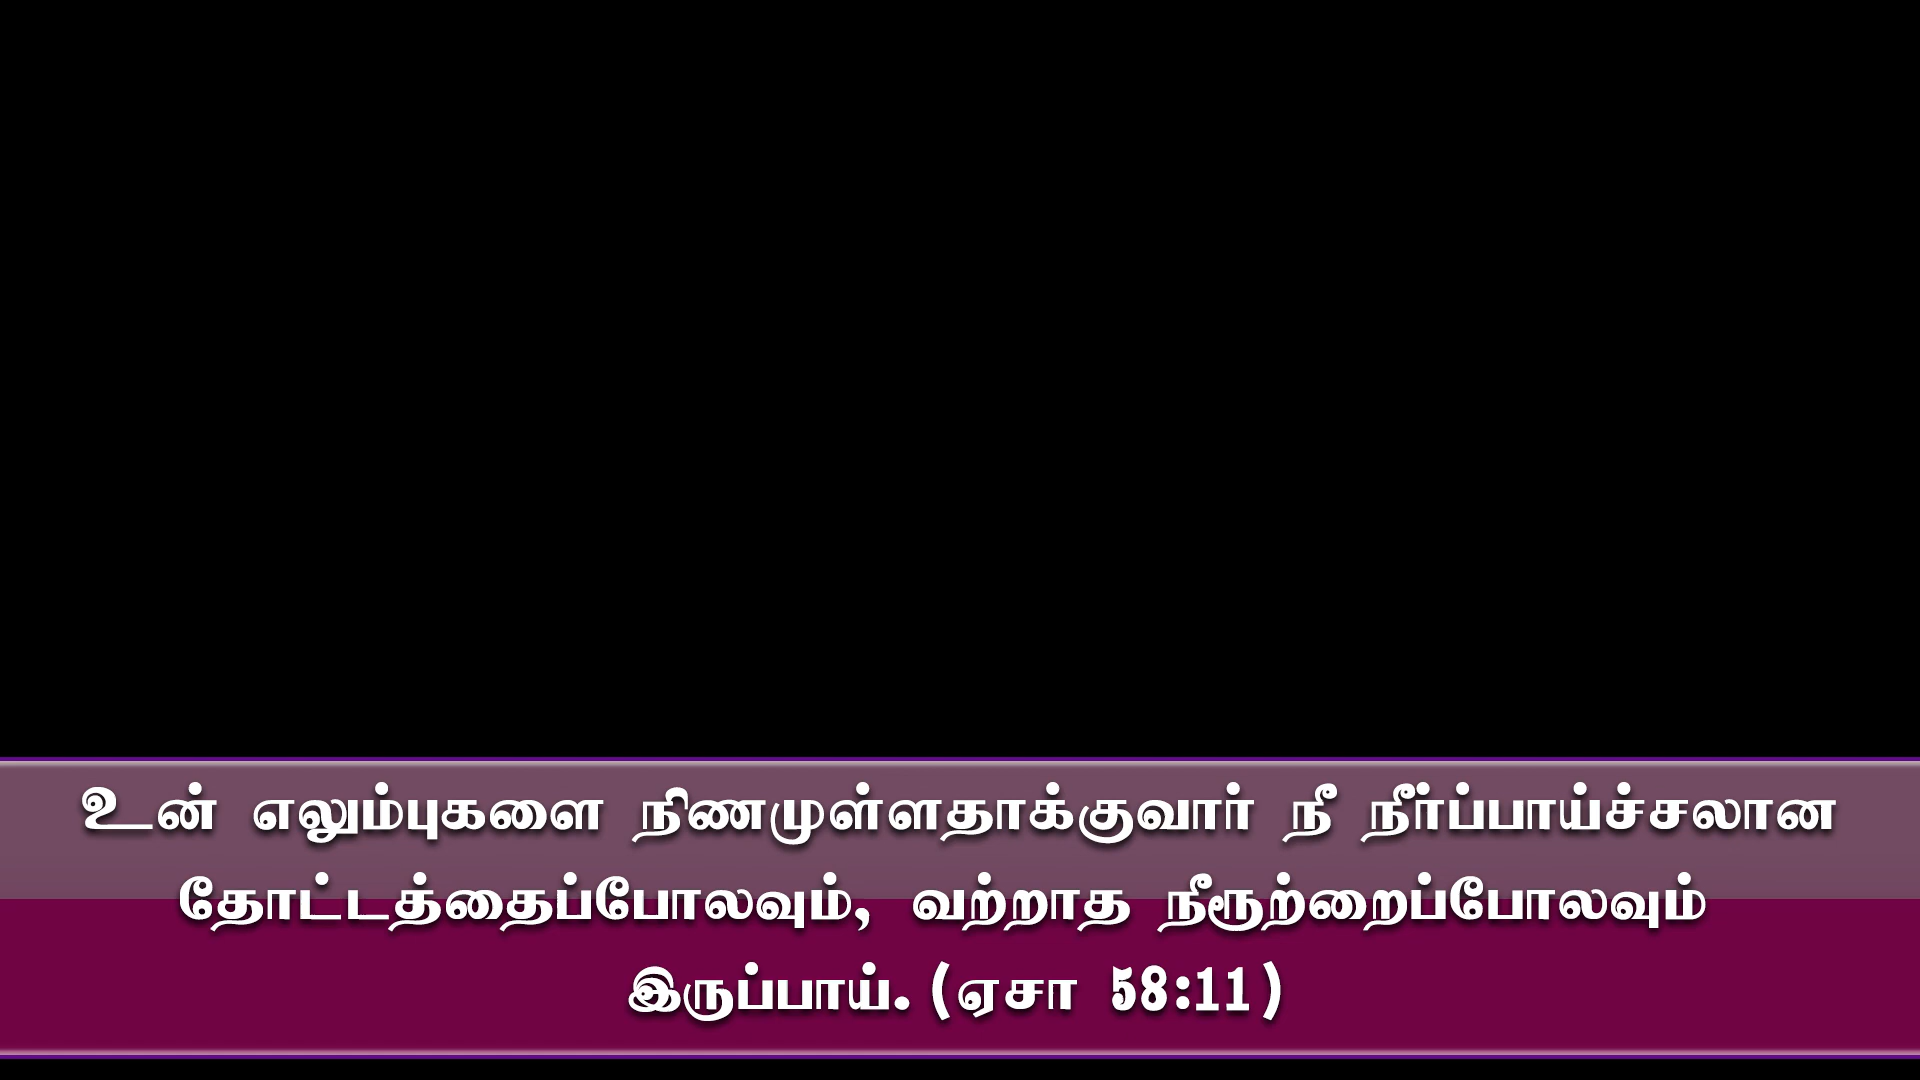 உன் எலும்புகளை நிணமுள்ளதாக்குவார் நீ நீர்ப்பாய்ச்சலான
தோட்டத்தைப்போலவும், வற்றாத நீரூற்றைப்போலவும்
இருப்பாய்.(ஏசா 58:11)